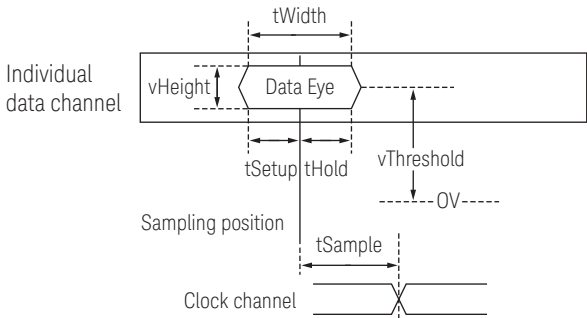 tWidth
Individual
data channel
vHeight
Data Eye
tSetup
tHold
vThreshold
0V
Sampling position
tSample
Clock channel